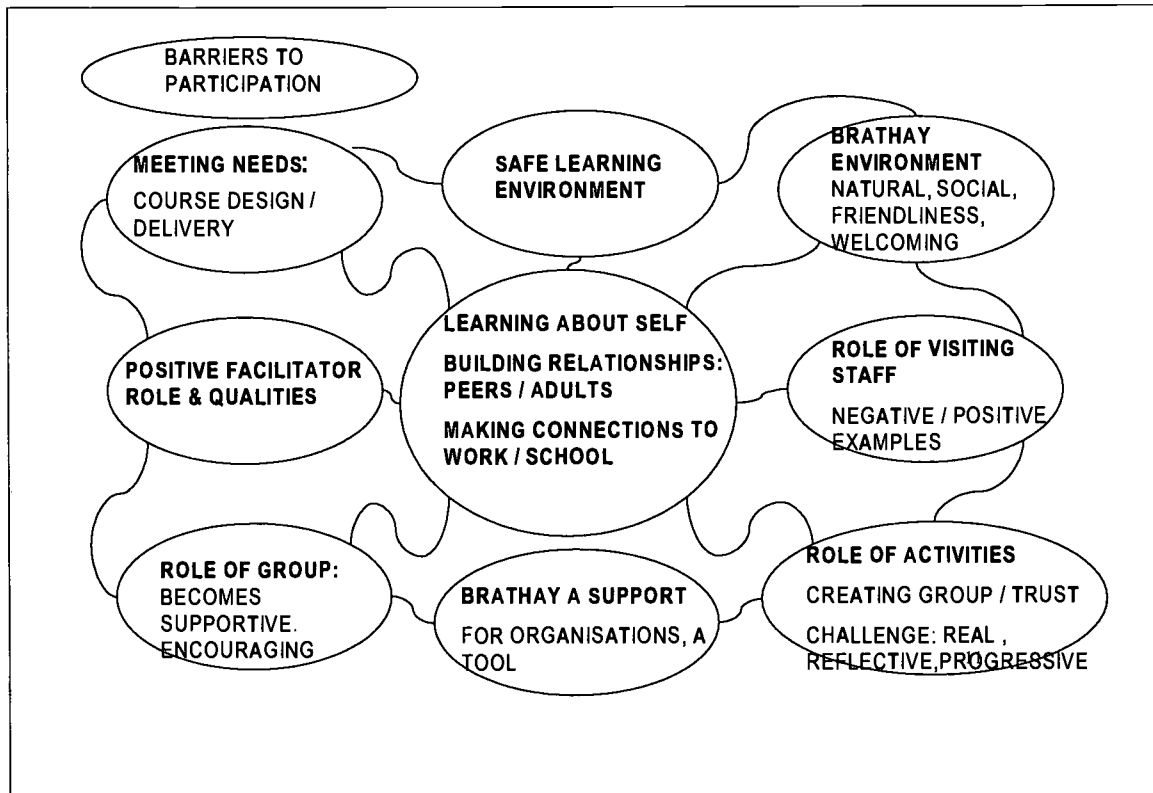 BARRIERS TO
PARTICIPATION
MEETING NEEDS:
COURSE DESIGN /
DELIVERY
SAFE LEARNING
ENVIRONMENT
BRATHAY
ENVIRONMENT
NATURAL, SOCIAL,
FRIENDLINESS,
WELCOMING
POSITIVE FACILITATOR
ROLE & QUALITIES
LEARNING ABOUT SELF
BUILDING RELATIONSHIPS:
PEERS / ADULTS
MAKING CONNECTIONS TO
WORK / SCHOOL
ROLE OF VISITING
STAFF
NEGATIVE / POSITIVE
EXAMPLES
ROLE OF GROUP:
BECOMES
SUPPORTIVE.
ENCOURAGING
BRATHAY A SUPPORT
FOR ORGANISATIONS, A
TOOL
ROLE OF ACTIVITIES
CREATING GROUP / TRUST
CHALLENGE: REAL ,
REFLECTIVE,PROGRESSIVE